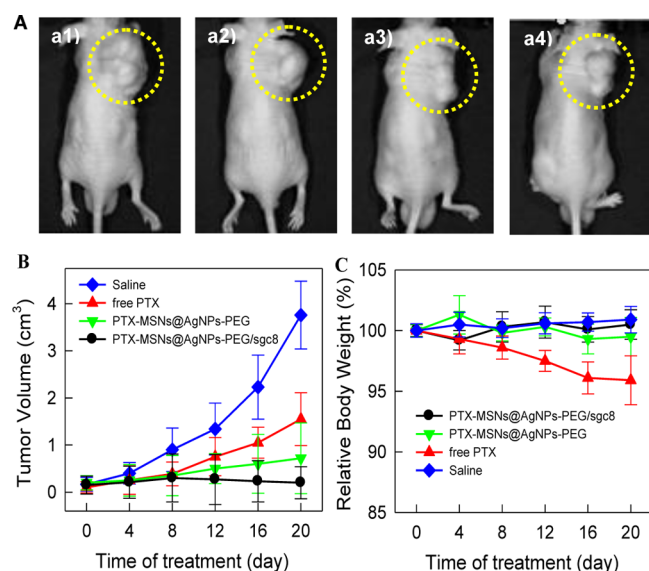 A
a1) a2) a3) a4)
B
Saline
free PTX
PTX-MSNs@AgNPs-PEG
PTX-MSNs@AgNPs-PEG/sgc8
Tumor Volume (cm³)
4
3
2
1
0
0 4 8 12 16 20
Time of treatment (day)
C
Relative Body Weight (%)
105
100
95
90
85
PTX-MSNs@AgNPs-PEG/sgc8
PTX-MSNs@AgNPs-PEG
free PTX
Saline
0 4 8 12 16 20
Time of treatment (day)